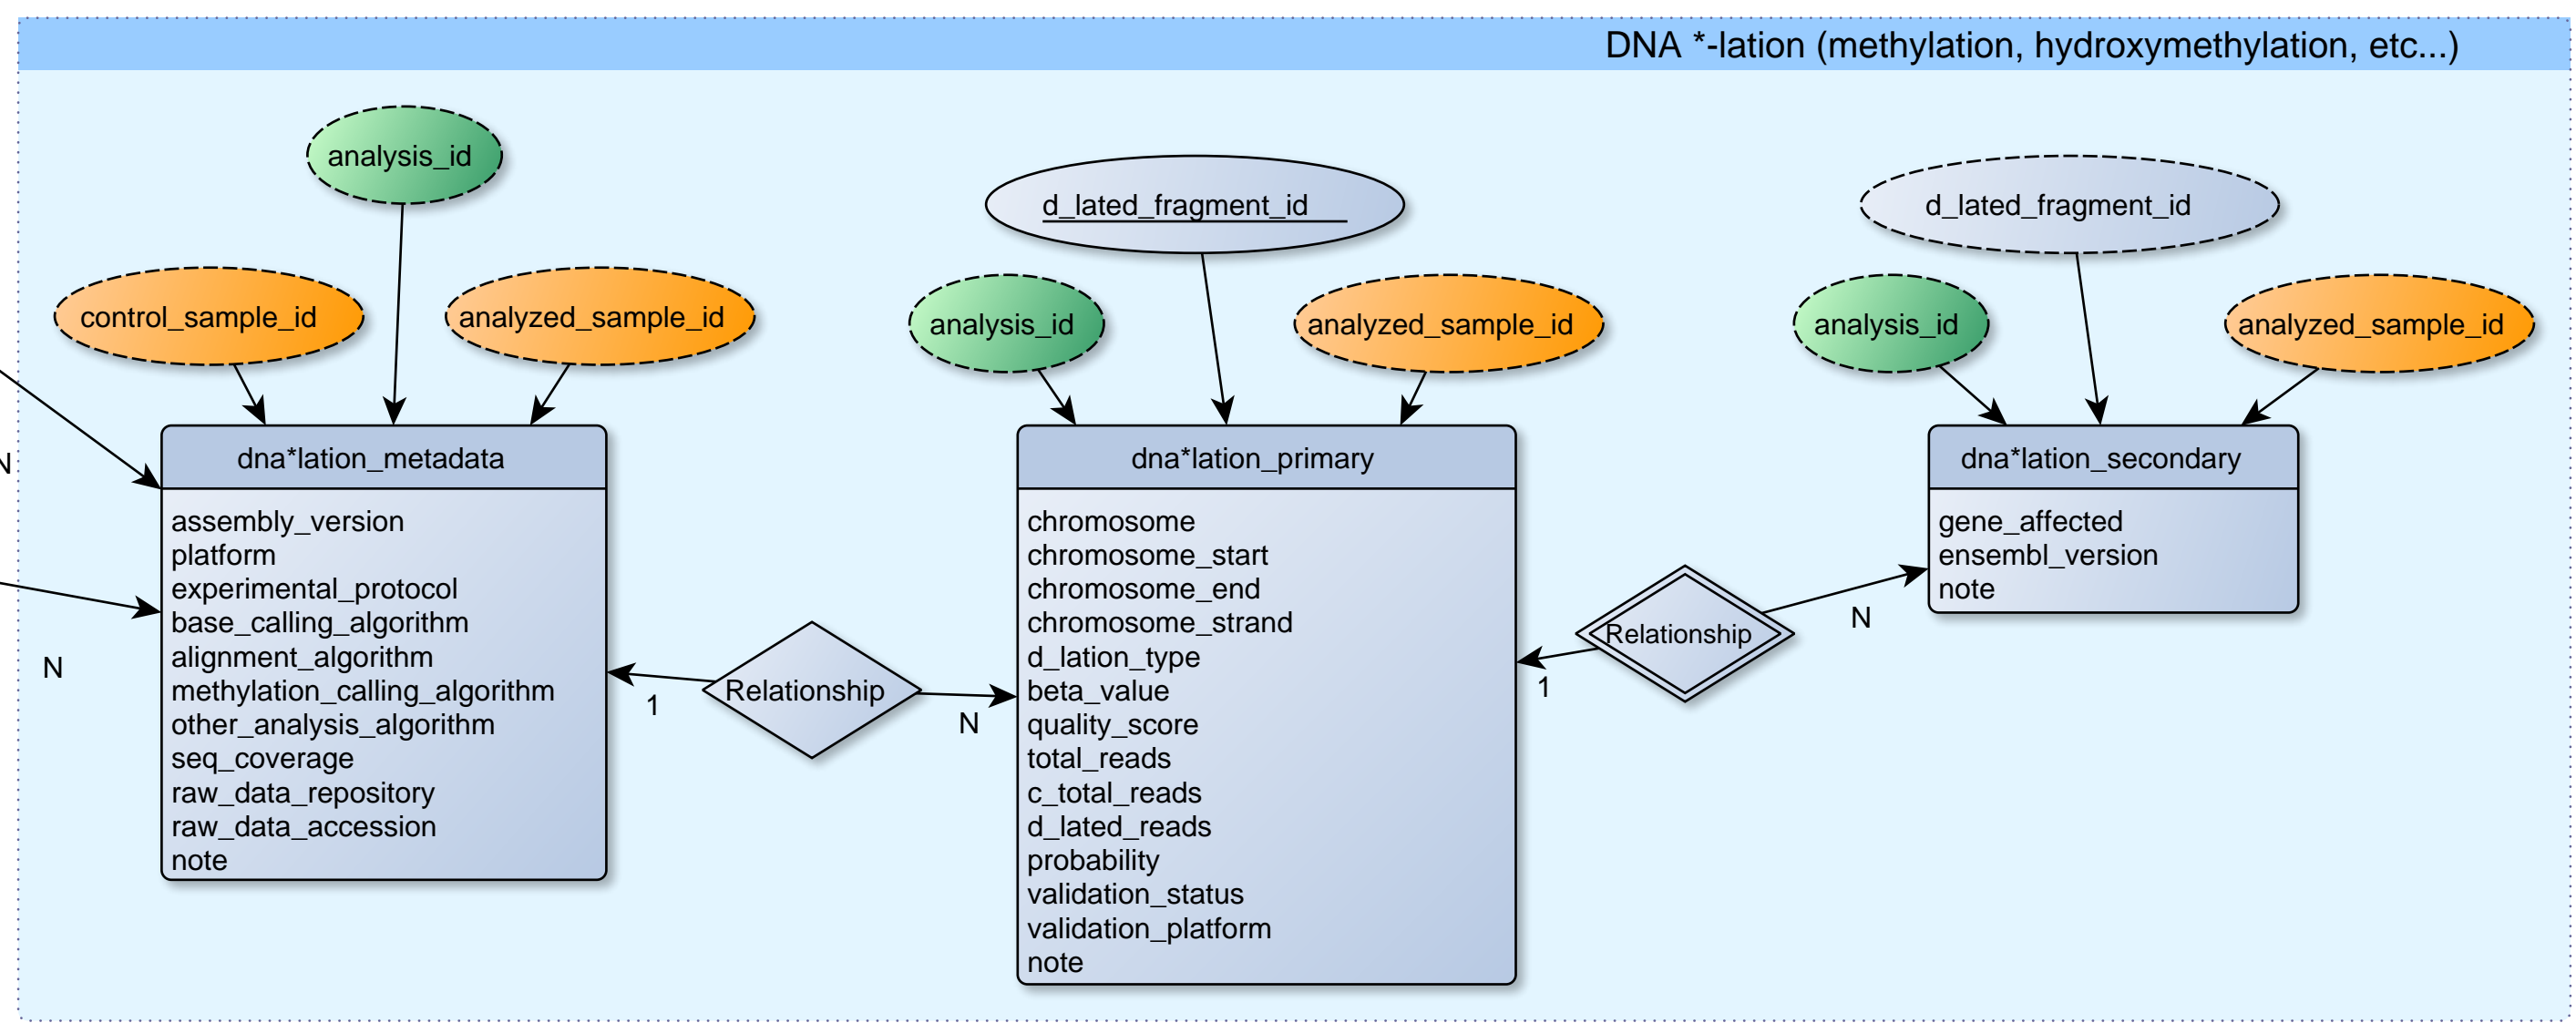 DNA *-lation (methylation, hydroxymethylation, etc...)
analysis_id
control_sample_id
analyzed_sample_id
d_lated_fragment_id
analysis_id
analyzed_sample_id
d_lated_fragment_id
analysis_id
analyzed_sample_id
N
N
dna*lation_metadata
assembly_version
platform
experimental_protocol
base_calling_algorithm
alignment_algorithm
methylation_calling_algorithm
other_analysis_algorithm
seq_coverage
raw_data_repository
raw_data_accession
note
1
Relationship
N
dna*lation_primary
chromosome
chromosome_start
chromosome_end
chromosome_strand
d_lation_type
beta_value
quality_score
total_reads
c_total_reads
d_lated_reads
probability
validation_status
validation_platform
note
1
Relationship
N
dna*lation_secondary
gene_affected
ensembl_version
note